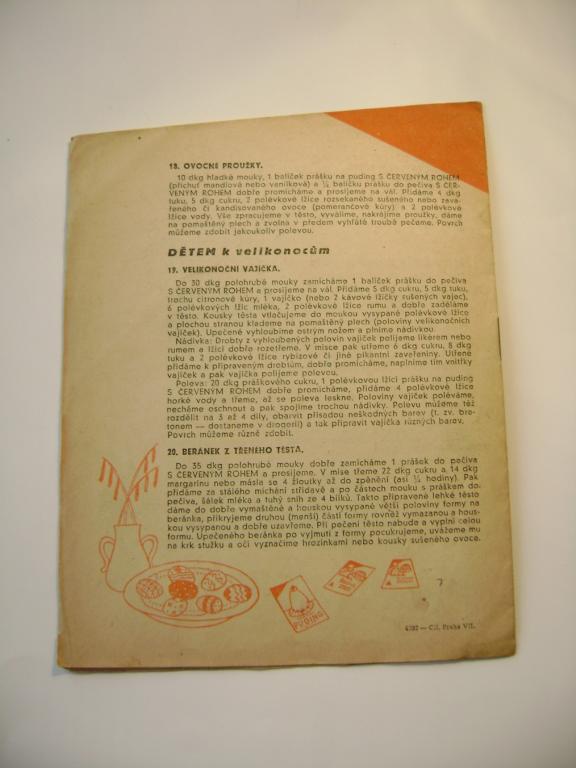 18. OVOCNÉ PROUŽKY.
10 dkg hladké mouky, 1 balíček prášku na puding S ČERVENÝM ROHEM
(příchuť mandlová nebo vanilková) a ¼ balíčku prášku do pečiva S ČER-
VENÝM ROHEM dobře promícháme a prosijeme na vál. Přidáme 4 dkg
tuku, 5 dkg cukru, 2 polévkové lžíce rozsekaného sušeného nebo zava-
řeného či kandisovaného ovoce (pomerančové kůry) a 2 polévkové
lžíce vody. Vše zpracujeme v těsto, vyválíme, nakrájíme proužky, dáme
na pomaštěný plech a zvolna v předem vyhřáté troubě pečeme. Povrch
můžeme zdobit jakoukoliv polevou.
DĚTEM k velikonocům
19. VELIKONOČNÍ VAJÍČKA.
Do 30 dkg polohrubé mouky zamícháme 1 balíček prášku do pečiva
S ČERVENÝM ROHEM a prosijeme na vál. Přidáme 5 dkg cukru, 5 dkg tuku,
trochu citronové kůry, 1 vajíčko (nebo 2 kávové lžičky sušených vajec),
6 polévkových lžic mléka, 2 polévkové lžíce rumu a dobře zaděláme
v těsto. Kousky těsta vtlačujeme do moukou vysypané polévkové lžíce
a plochou stranou klademe na pomaštěný plech (poloviny velikonočních
vajíček). Upečené vyhloubíme ostrým nožem a plníme nádivkou.
Nádivka: Drobty z vyhloubených polovin vajíček polijeme likérem nebo
rumem a lžící dobře rozetřeme. V misce pak utřeme 6 dkg cukru, 8 dkg
tuku a 2 polévkové lžíce rybízové či jiné pikantní zavařeniny. Utřené
přidáme k připraveným drobtům, dobře promícháme, naplníme tím vnitřky
vajíček a pak vajíčka polijeme polevou.
Poleva: 20 dkg práškového cukru, 1 polévkovou lžíci prášku na puding
S ČERVENÝM ROHEM dobře promícháme, přidáme 4 polévkové lžíce
horké vody a třeme, až se poleva leskne. Poloviny vajíček poléváme,
necháme oschnout a pak spojíme trochou nádivky. Polevu můžeme též
rozdělit na 3 až 4 díly, obarvit přísadou neškodných barev (t. zv. bre-
tonem — dostaneme v drogerii) a tak připravit vajíčka různých barev.
Povrch můžeme různě zdobit.
20. BERÁNEK Z TŘENÉHO TĚSTA.
Do 35 dkg polohrubé mouky dobře zamícháme 1 prášek do pečiva
S ČERVENÝM ROHEM a prosijeme. V míse třeme 22 dkg cukru a 14 dkg
margarinu nebo másla se 4 žloutky až do zpěnění (asi ¼ hodiny). Pak
přidáme za stálého míchání střídavě a po částech mouku s práškem do-
pečiva, šálek mléka a tuhý sníh ze 4 bílků. Takto připravené lehké těsto
dáme do dobře vymaštěné a houskou vysypané větší poloviny formy na
beránka, přikryjeme druhou (menší) částí formy rovněž vymazanou a hous-
kou vysypanou a dobře uzavřeme. Při pečení těsto nabude a vyplní celou
formu. Upečeného beránka po vyjmutí z formy pocukrujeme, uvážeme mu
na krk stužku a oči vyznačíme hrozinkami nebo kousky sušeného ovoce.
PUDING
Cíl, Praha VII.